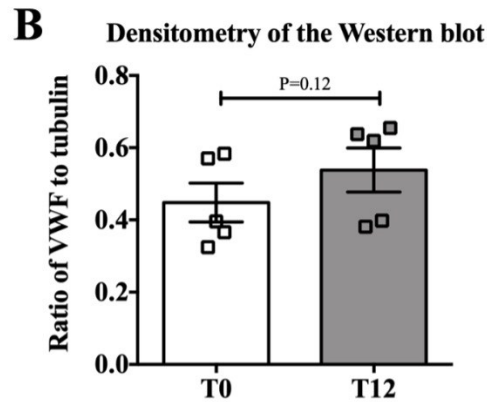 B
Densitometry of the Western blot
Ratio of VWF to tubulin
0.8
0.6
0.4
0.2
0.0
P=0.12
T0
T12